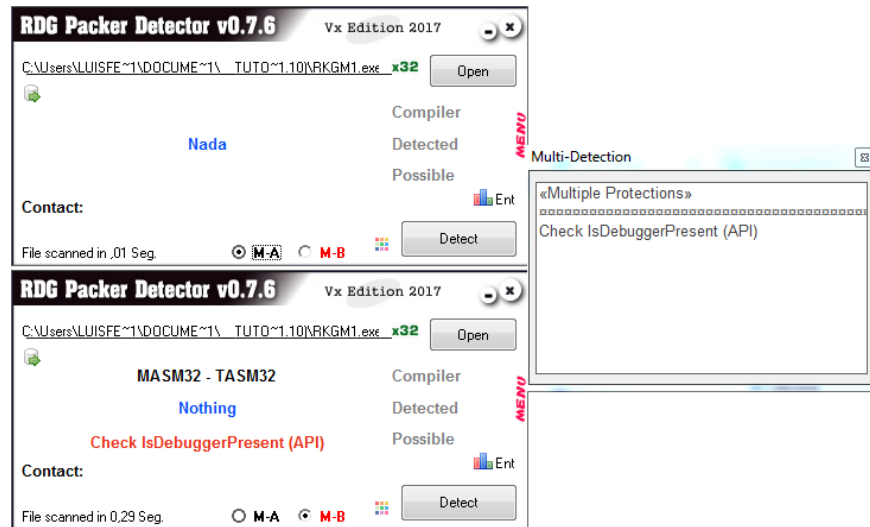 RDG Packer Detector v0.7.6 Vx Edition 2017
C:\Users\LUISFE~1\DOCUME~1\_TUTO~1.10)\RKGM1.exe x32 Open
Compiler
Nada Detected
Possible
MENU
Ent
Contact:
File scanned in ,01 Seg. M-A M-B Detect
RDG Packer Detector v0.7.6 Vx Edition 2017
C:\Users\LUISFE~1\DOCUME~1\_TUTO~1.10)\RKGM1.exe x32 Open
MASM32 - TASM32 Compiler
Nothing Detected
Check IsDebuggerPresent (API) Possible
MENU
Ent
Contact:
File scanned in 0,29 Seg. M-A M-B Detect
Multi-Detection
«Multiple Protections»
¤¤¤¤¤¤¤¤¤¤¤¤¤¤¤¤¤¤¤¤¤¤¤¤¤¤¤¤¤¤¤¤¤¤¤¤¤¤¤¤¤
Check IsDebuggerPresent (API)